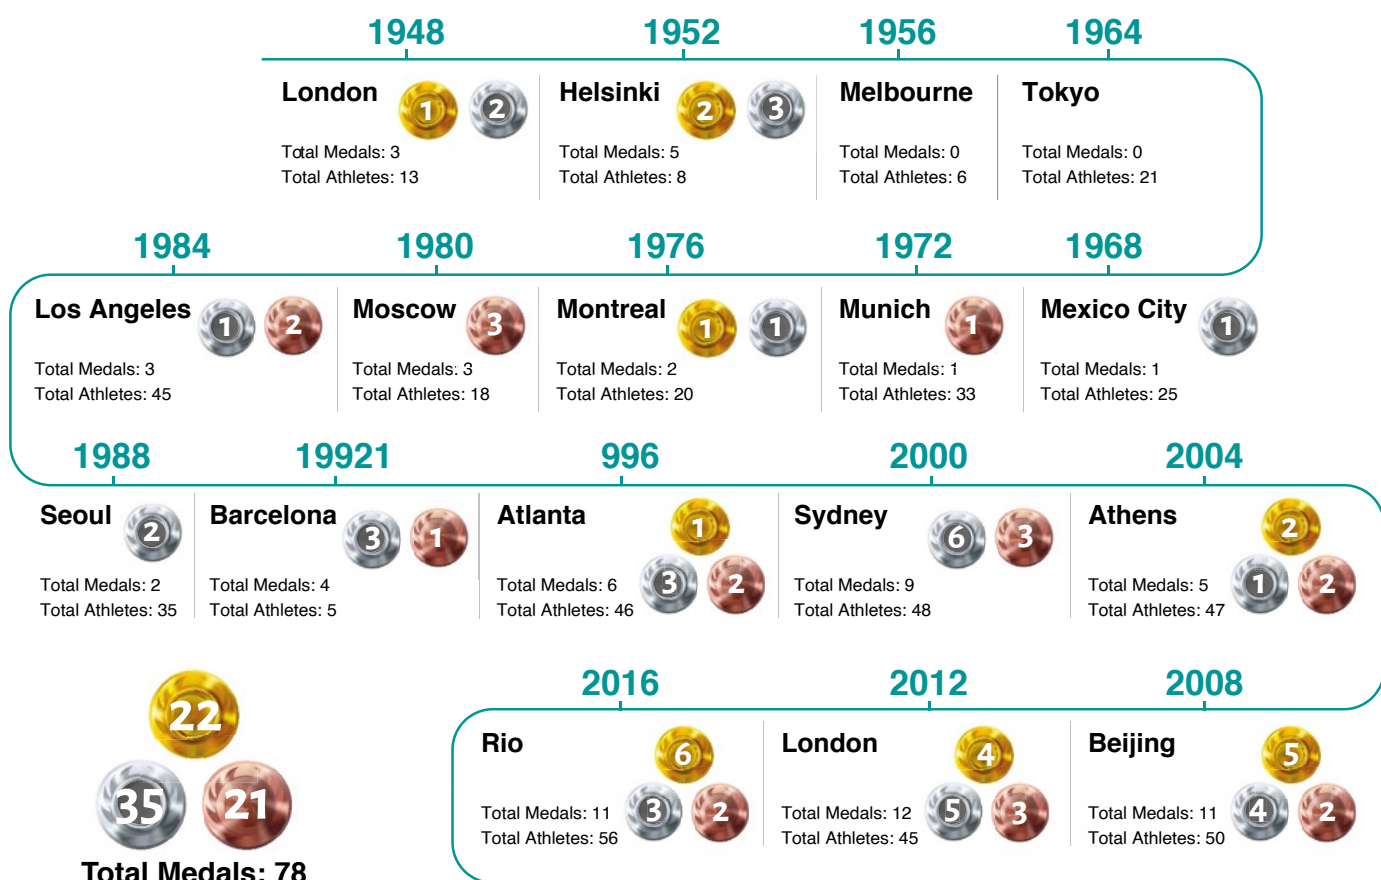 1948 1952 1956 1964
London 1 2 Helsinki 2 3 Melbourne Tokyo
Total Medals: 3 Total Medals: 5 Total Medals: 0 Total Medals: 0
Total Athletes: 13 Total Athletes: 8 Total Athletes: 6 Total Athletes: 21
1984 1980 1976 1972 1968
Los Angeles 1 2 Moscow 3 Montreal 1 1 Munich 1 Mexico City 1
Total Medals: 3 Total Medals: 3 Total Medals: 2 Total Medals: 1 Total Medals: 1
Total Athletes: 45 Total Athletes: 18 Total Athletes: 20 Total Athletes: 33 Total Athletes: 25
1988 19921 996 2000 2004
Seoul 2 Barcelona 3 1 Atlanta 1 Sydney 6 3 Athens 2
Total Medals: 2 Total Medals: 4 Total Medals: 6 3 2 Total Medals: 9 Total Medals: 5 1 2
Total Athletes: 35 Total Athletes: 5 Total Athletes: 46 Total Athletes: 48 Total Athletes: 47
2016 2012 2008
Rio 6 London 4 Beijing 5
Total Medals: 11 3 2 Total Medals: 12 5 3 Total Medals: 11 4 2
Total Athletes: 56 Total Athletes: 45 Total Athletes: 50
22
35 21
Total Medals: 78